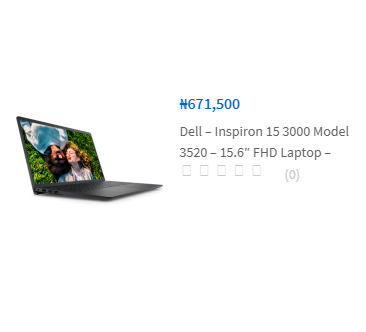 ₦671,500
Dell – Inspiron 15 3000 Model
3520 – 15.6″ FHD Laptop –
(0)